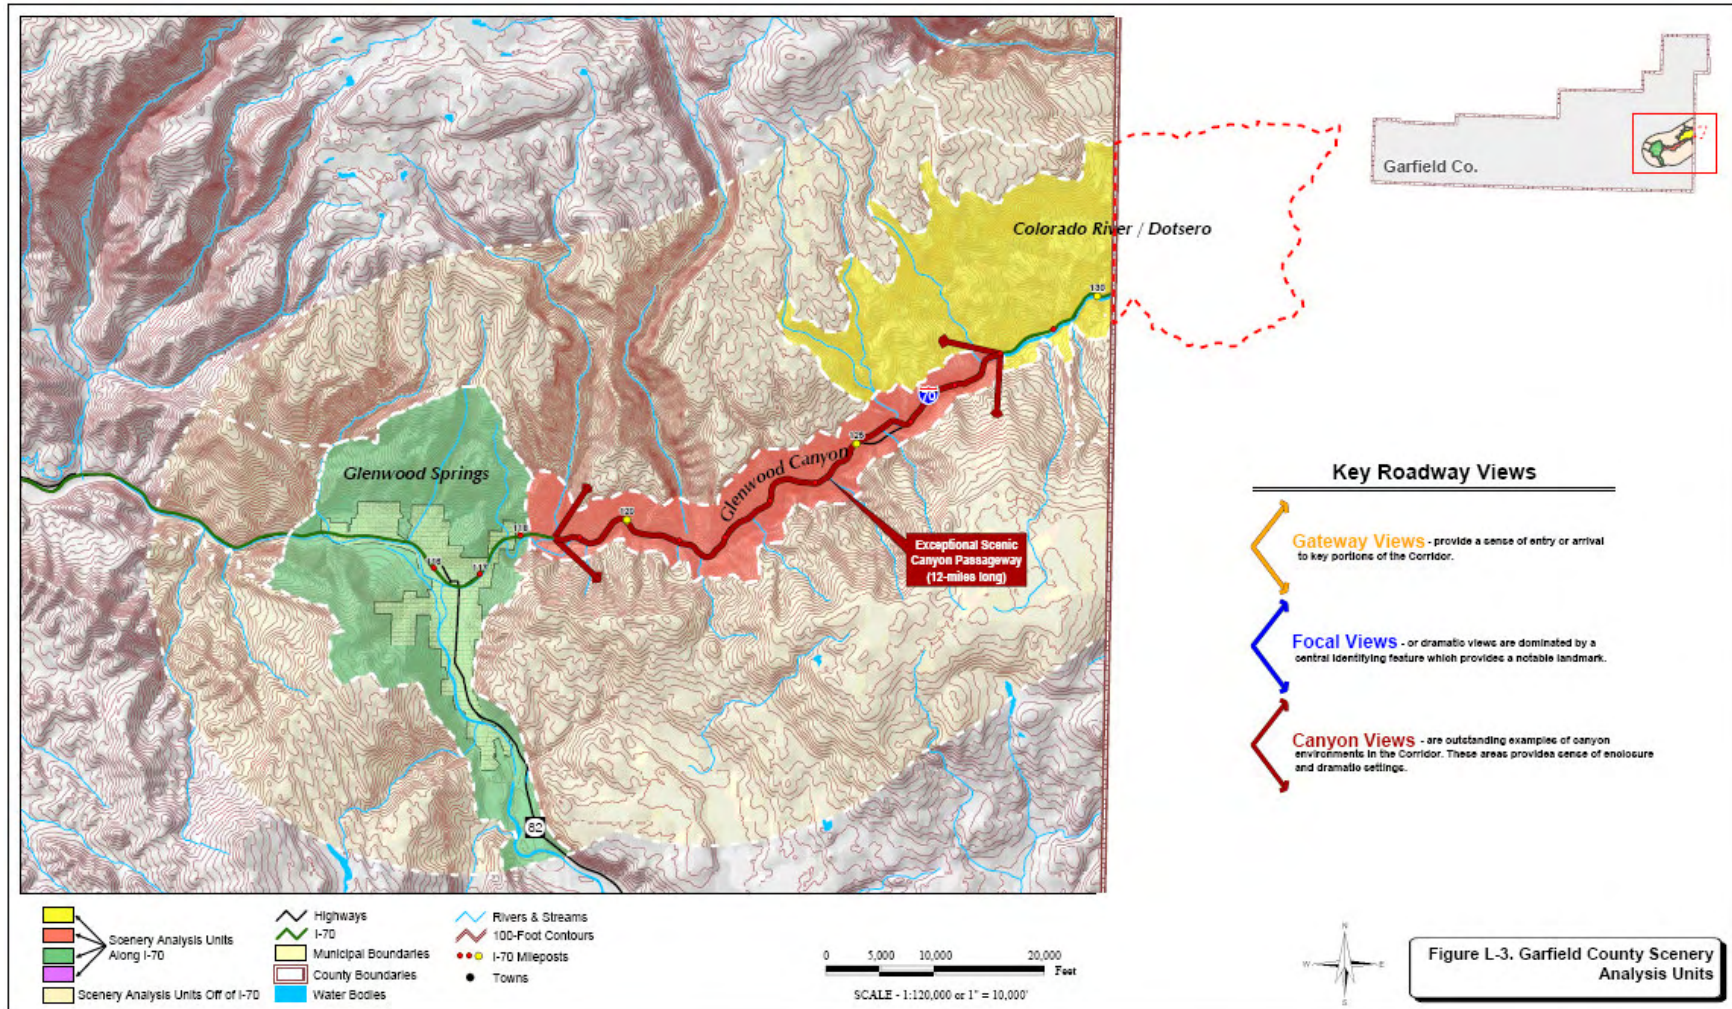 Garfield Co.
Colorado River / Dotsero
130
70
125
Glenwood Canyon
Glenwood Springs
120
118
116
117
Exceptional Scenic
Canyon Passageway
(12-miles long)
82
Key Roadway Views
Gateway Views - provide a sense of entry or arrival
to key portions of the Corridor.
Focal Views - or dramatic views are dominated by a
central identifying feature which provides a notable landmark.
Canyon Views - are outstanding examples of canyon
environments in the Corridor. These areas providea sense of enclosure
and dramatic settings.
Scenery Analysis Units
Along I-70
Scenery Analysis Units Off of I-70
Highways
I-70
Municipal Boundaries
County Boundaries
Water Bodies
Rivers & Streams
100-Foot Contours
I-70 Mileposts
Towns
0 5,000 10,000 20,000
Feet
SCALE - 1:120,000 or 1" = 10,000'
N
W E
S
Figure L-3. Garfield County Scenery
Analysis Units